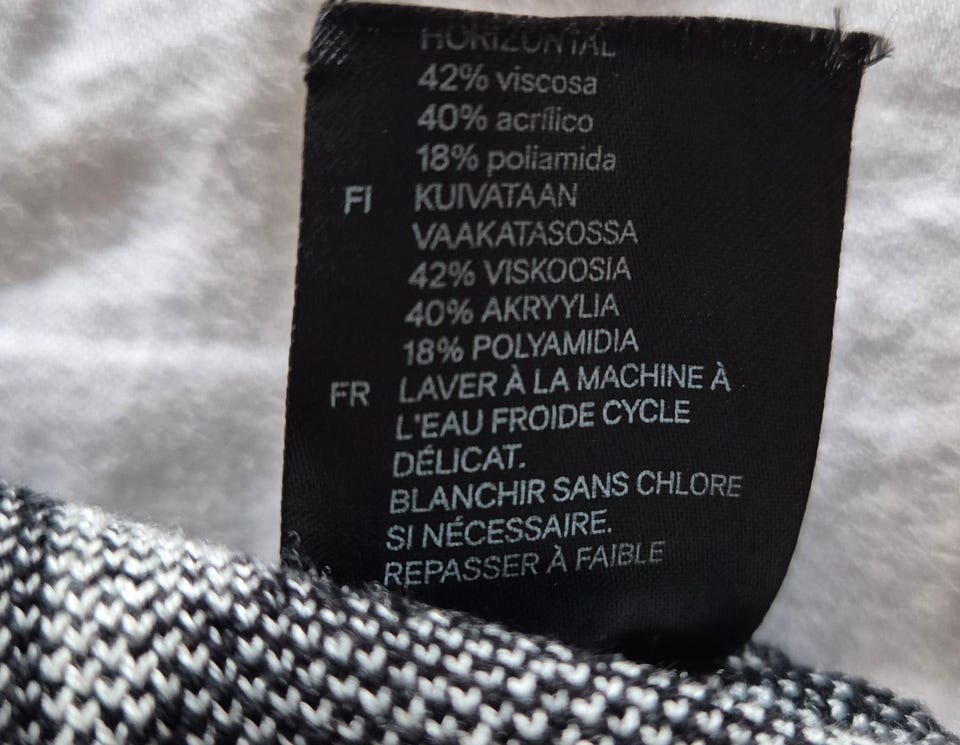 HORIZONTAL
42% viscosa
40% acrílico
18% poliamida
FI KUIVATAAN
VAAKATASOSSA
42% VISKOOSIA
40% AKRYYLIA
18% POLYAMIDIA
FR LAVER À LA MACHINE À
L'EAU FROIDE CYCLE
DÉLICAT.
BLANCHIR SANS CHLORE
SI NÉCESSAIRE.
REPASSER À FAIBLE